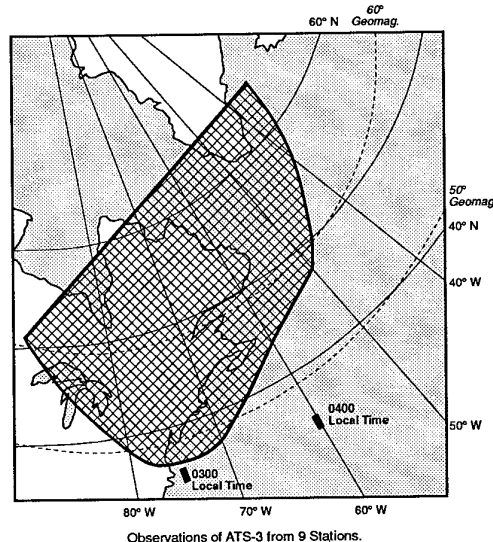 60° N
60°
Geomag.
50°
Geomag.
40° N
40° W
0400
Local Time
50° W
0300
Local Time
80° W
70° W
60° W
Observations of ATS-3 from 9 Stations.